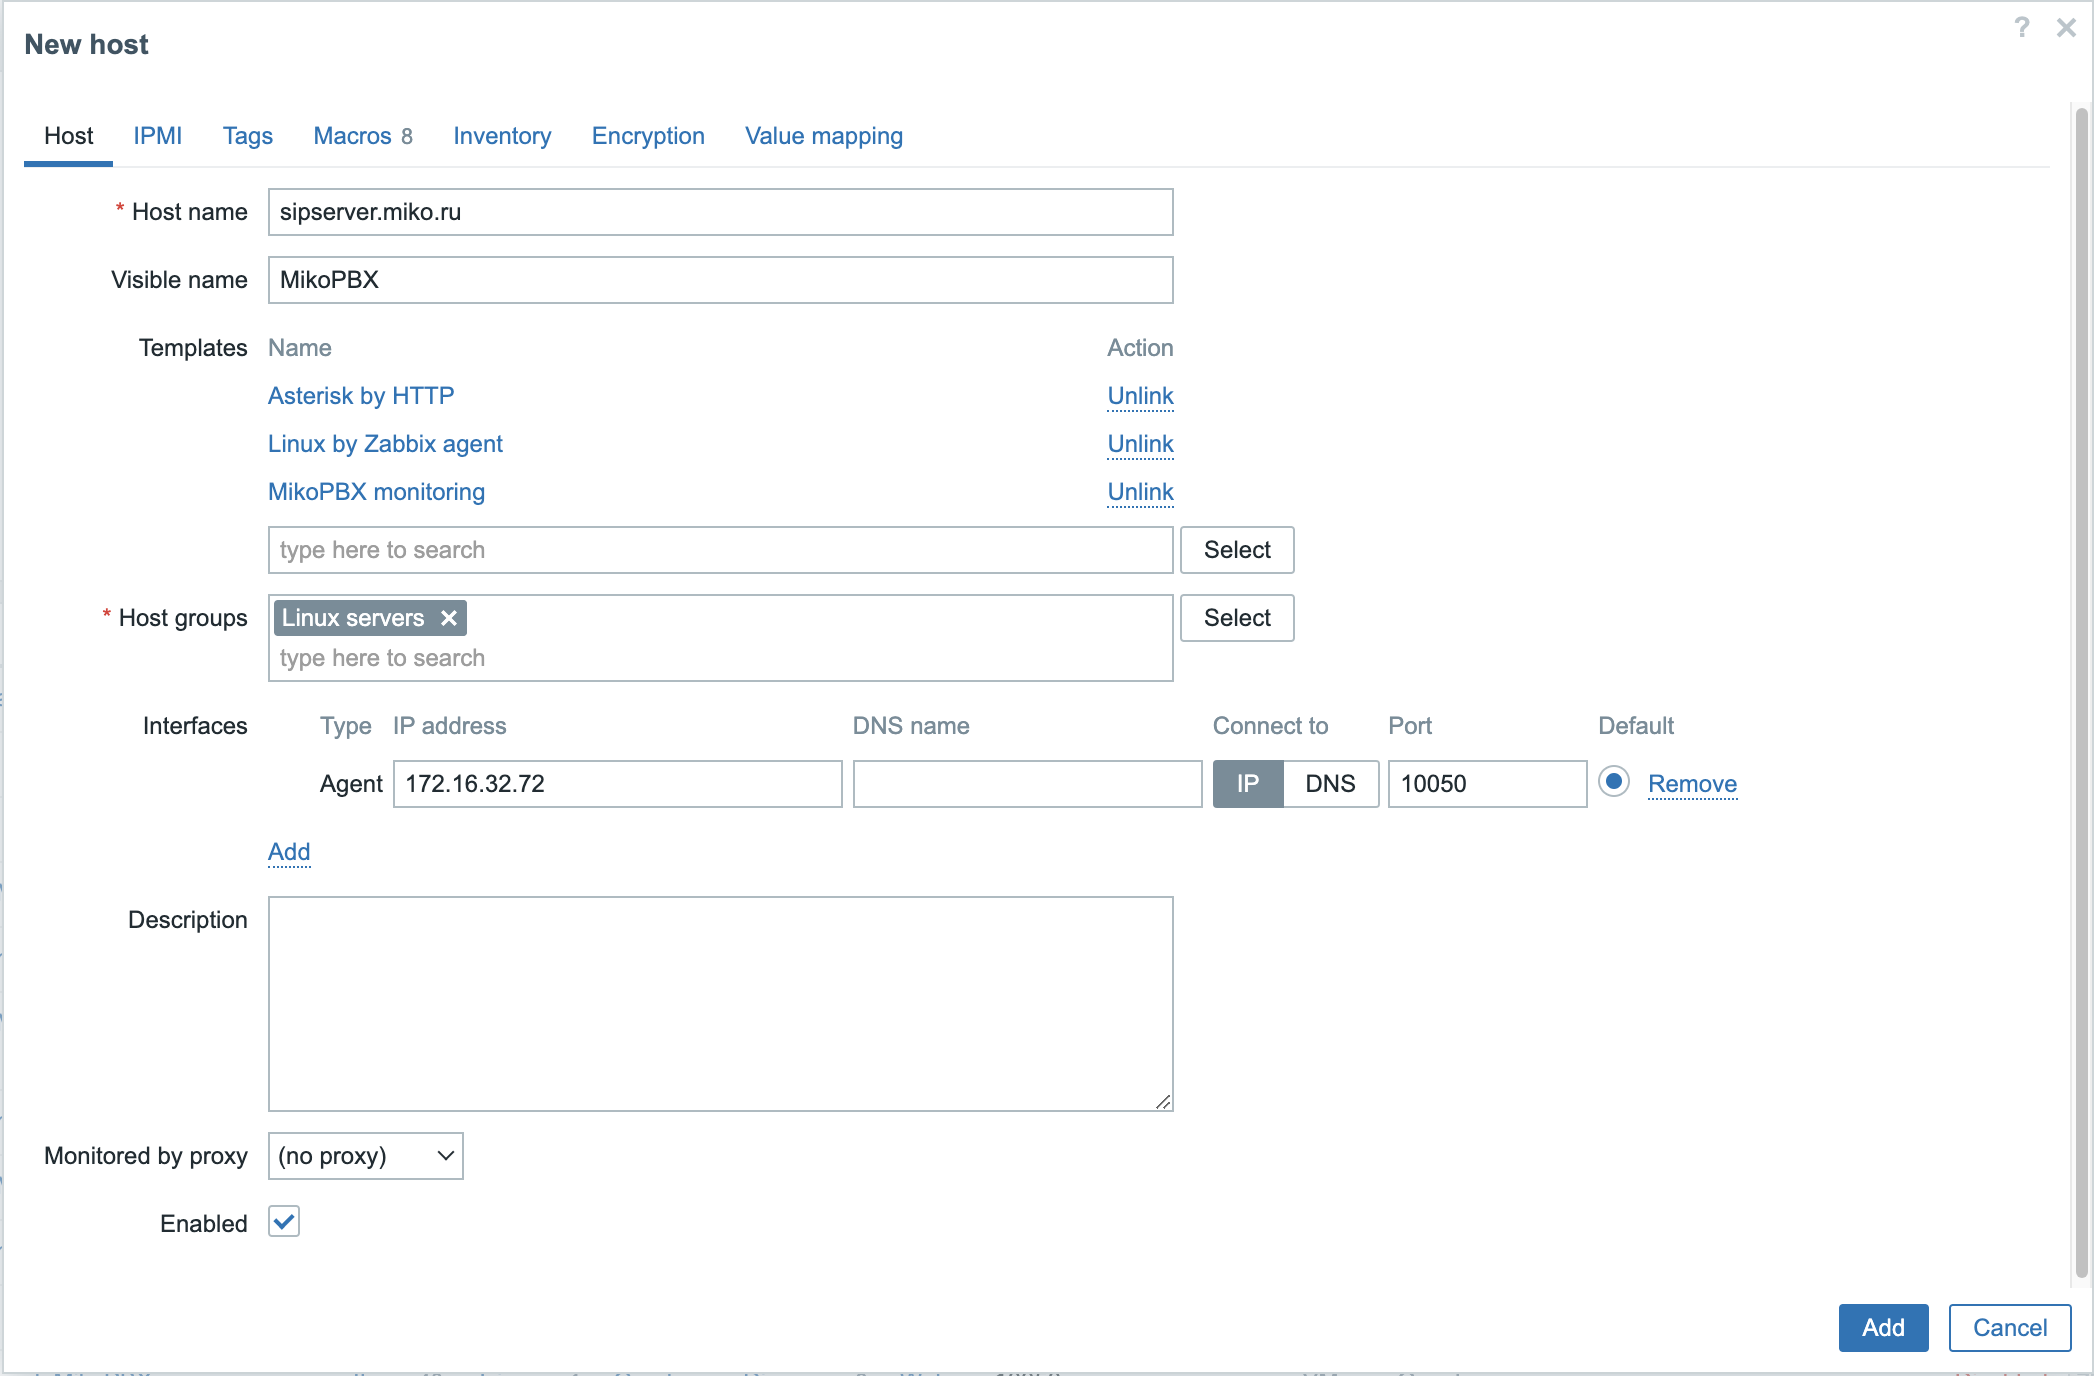 New host
?
Host IPMI Tags Macros 8 Inventory Encryption Value mapping
* Host name sipserver.miko.ru
Visible name MikoPBX
Templates Name Action
Asterisk by HTTP Unlink
Linux by Zabbix agent Unlink
MikoPBX monitoring Unlink
type here to search Select
* Host groups Linux servers Select
type here to search
Interfaces Type IP address DNS name Connect to Port Default
Agent 172.16.32.72 IP DNS 10050 Remove
Add
Description
Monitored by proxy (no proxy)
Enabled
Add Cancel